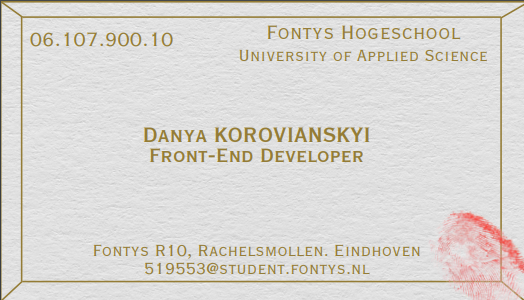 06.107.900.10
Fontys Hogeschool
University of Applied Science
Danya KOROVIANSKYI
Front-End Developer
Fontys R10, Rachelsmollen. Eindhoven
519553@student.fontys.nl